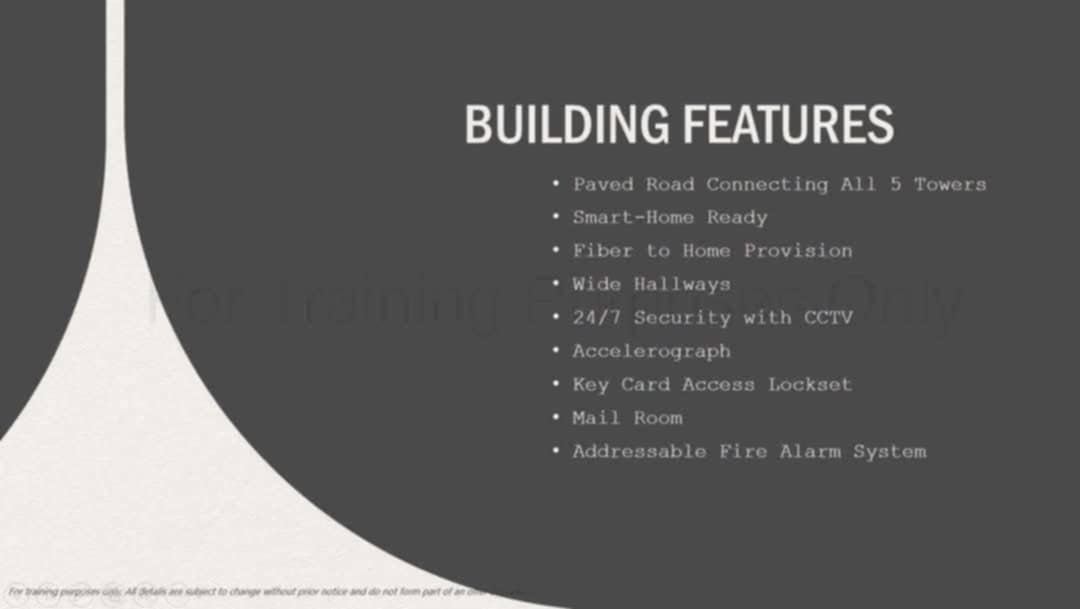 BUILDING FEATURES
• Paved Road Connecting All 5 Towers
• Smart-Home Ready
• Fiber to Home Provision
• Wide Hallways
For Training Purposes Only
• 24/7 Security with CCTV
• Accelerograph
• Key Card Access Lockset
• Mail Room
• Addressable Fire Alarm System
For training purposes only. All details are subject to change without prior notice and do not form part of an